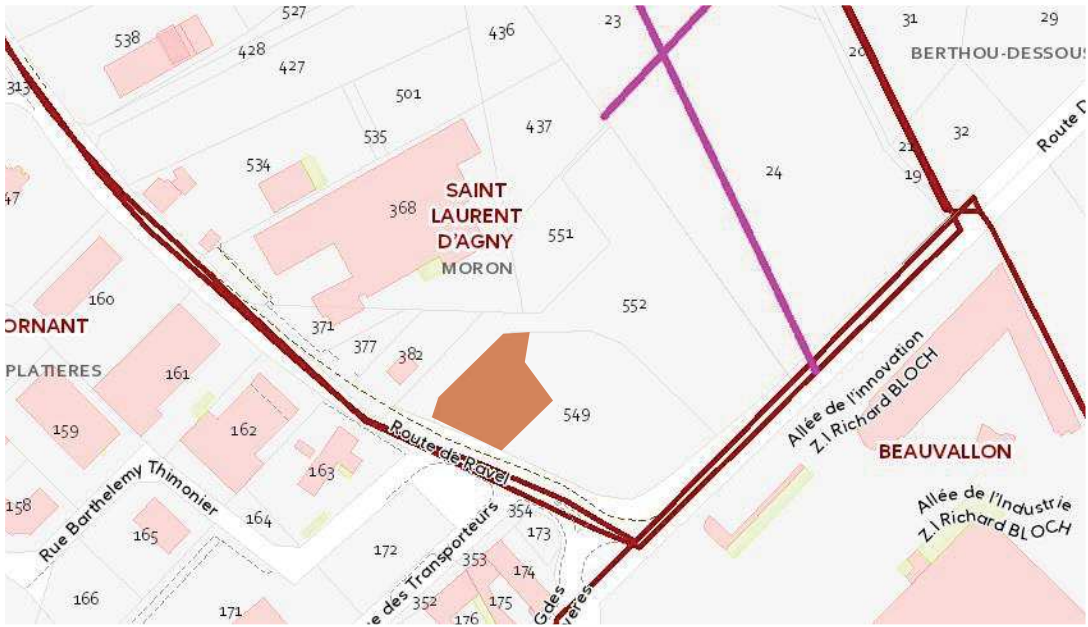 527
436
23
31
29
538
428
20
BERTHOU-DESSOUS
427
313
501
437
32
Route D
535
21
534
24
19
47
368
SAINT
LAURENT
D'AGNY
MORON
551
160
552
371
ORNANT
377
382
PLATIERES
161
Allée de l'innovation
Z.I Richard BLOCH
549
159
162
Route de Ravel
BEAUVALLON
163
Rue Barthelemy Thimonier
Allée de l'Industrie
Z.I Richard BLOCH
158
164
354
165
173
172
353
174
e des Transporteurs
166
171
352
175
176
Gdes
vères